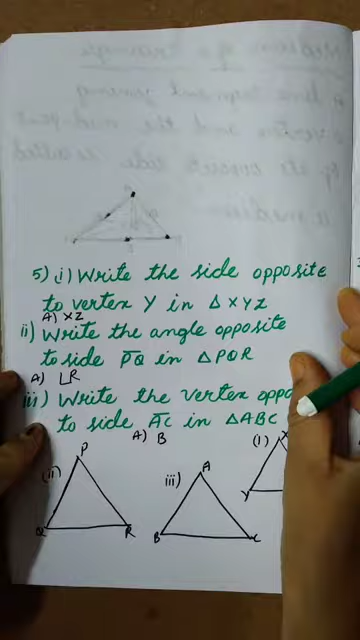 5) (i) Write the side opposite
to vertex Y in △XYZ
A) XZ
ii) Write the angle opposite
to side PQ in △PQR
A) ∠R
iii) Write the vertex oppo
to side AC in △ABC
A) B
(i) X
(ii) P
iii) A
Y
Q R
B C